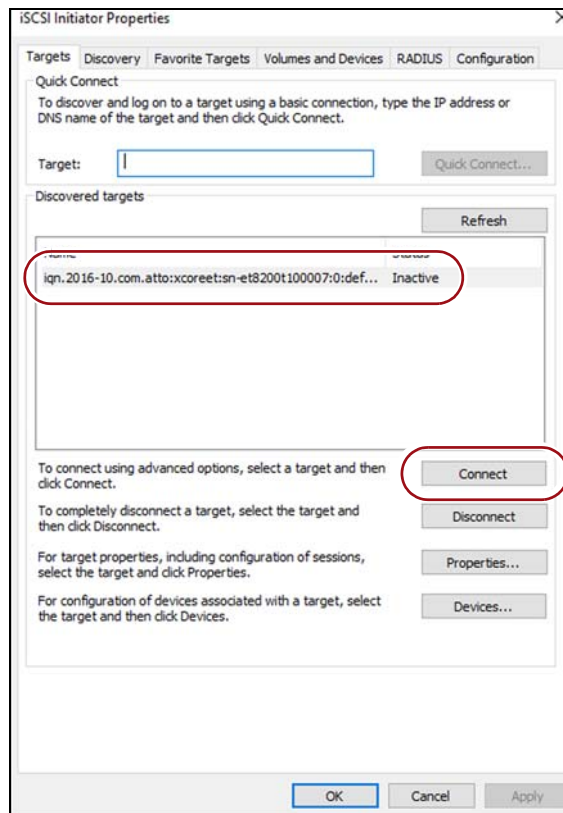 iSCSI Initiator Properties
Targets Discovery Favorite Targets Volumes and Devices RADIUS Configuration
Quick Connect
To discover and log on to a target using a basic connection, type the IP address or
DNS name of the target and then click Quick Connect.
Target:
Quick Connect...
Discovered targets
Refresh
iqn.2016-10.com.atto:xcoreet:sn-et8200t100007:0:def... Inactive
To connect using advanced options, select a target and then
click Connect.
Connect
To completely disconnect a target, select the target and
then click Disconnect.
Disconnect
For target properties, including configuration of sessions,
select the target and click Properties.
Properties...
For configuration of devices associated with a target, select
the target and then click Devices.
Devices...
OK Cancel Apply